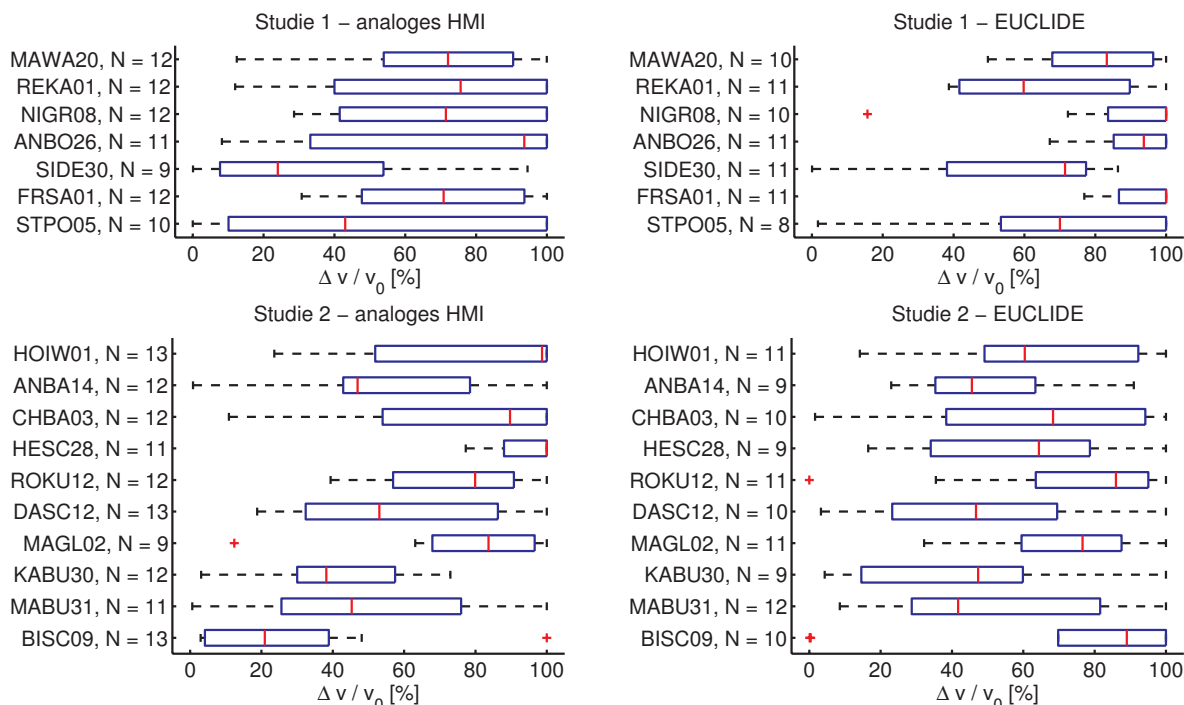 Studie 1 – analoges HMI
MAWA20, N = 12
REKA01, N = 12
NIGR08, N = 12
ANBO26, N = 11
SIDE30, N = 9
FRSA01, N = 12
STPO05, N = 10
0 20 40 60 80 100
Δ v / v0 [%]
Studie 1 – EUCLIDE
MAWA20, N = 10
REKA01, N = 11
NIGR08, N = 10
ANBO26, N = 11
SIDE30, N = 11
FRSA01, N = 11
STPO05, N = 8
0 20 40 60 80 100
Δ v / v0 [%]
Studie 2 – analoges HMI
HOIW01, N = 13
ANBA14, N = 12
CHBA03, N = 12
HESC28, N = 11
ROKU12, N = 12
DASC12, N = 13
MAGL02, N = 9
KABU30, N = 12
MABU31, N = 11
BISC09, N = 13
0 20 40 60 80 100
Δ v / v0 [%]
Studie 2 – EUCLIDE
HOIW01, N = 11
ANBA14, N = 9
CHBA03, N = 10
HESC28, N = 9
ROKU12, N = 11
DASC12, N = 10
MAGL02, N = 11
KABU30, N = 9
MABU31, N = 12
BISC09, N = 10
0 20 40 60 80 100
Δ v / v0 [%]